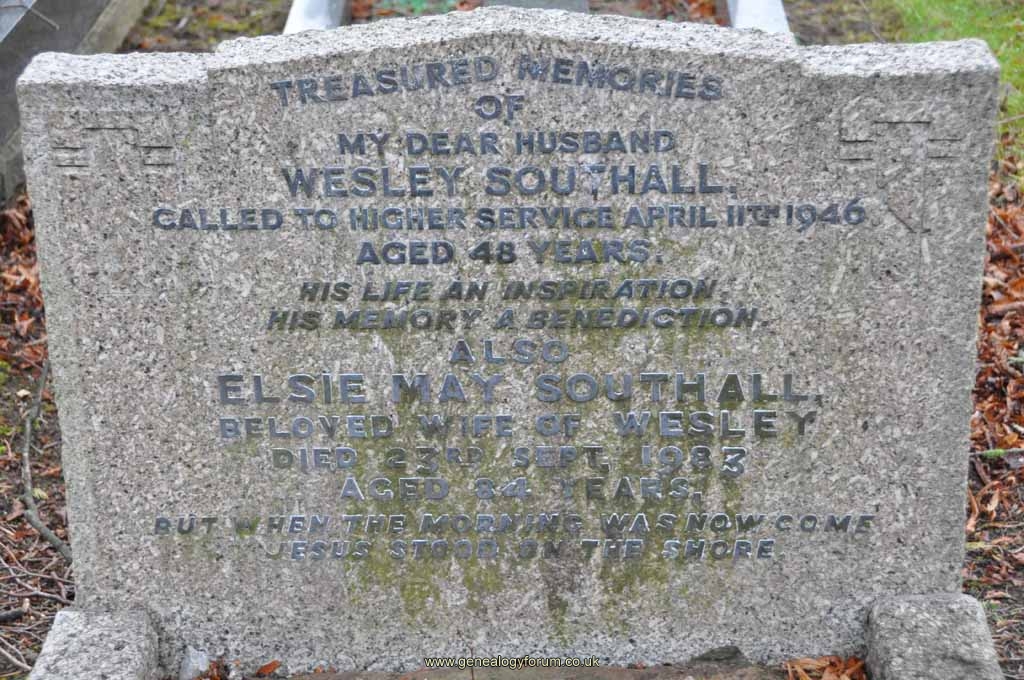 TREASURED MEMORIES
OF
MY DEAR HUSBAND
WESLEY SOUTHALL.
CALLED TO HIGHER SERVICE APRIL 11TH 1946
AGED 48 YEARS.
HIS LIFE AN INSPIRATION,
HIS MEMORY A BENEDICTION.
ALSO
ELSIE MAY SOUTHALL,
BELOVED WIFE OF WESLEY
DIED 23RD SEPT, 1983
AGED 84 YEARS,
BUT WHEN THE MORNING WAS NOW COME
JESUS STOOD ON THE SHORE.
www.genealogyforum.co.uk